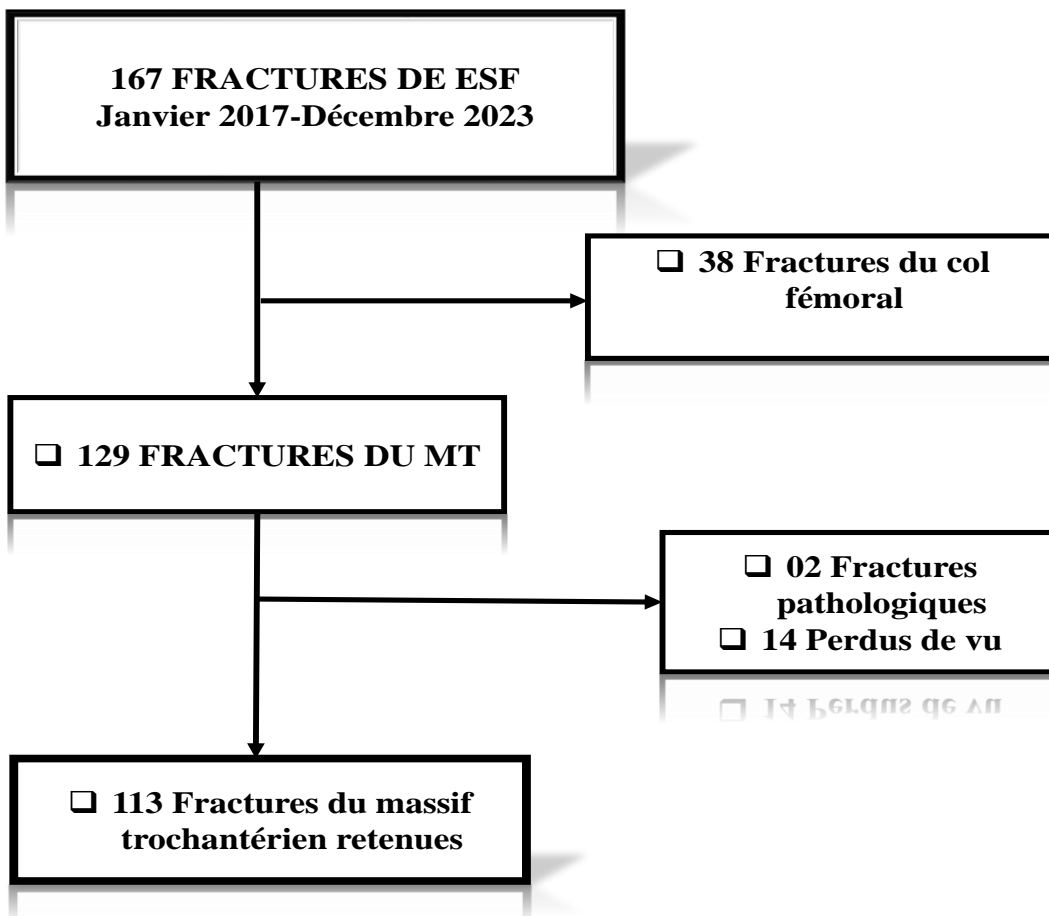 167 FRACTURES DE ESF
Janvier 2017-Décembre 2023
❑ 38 Fractures du col
fémoral
❑ 129 FRACTURES DU MT
❑ 02 Fractures
pathologiques
❑ 14 Perdus de vu
❑ 113 Fractures du massif
trochantérien retenues